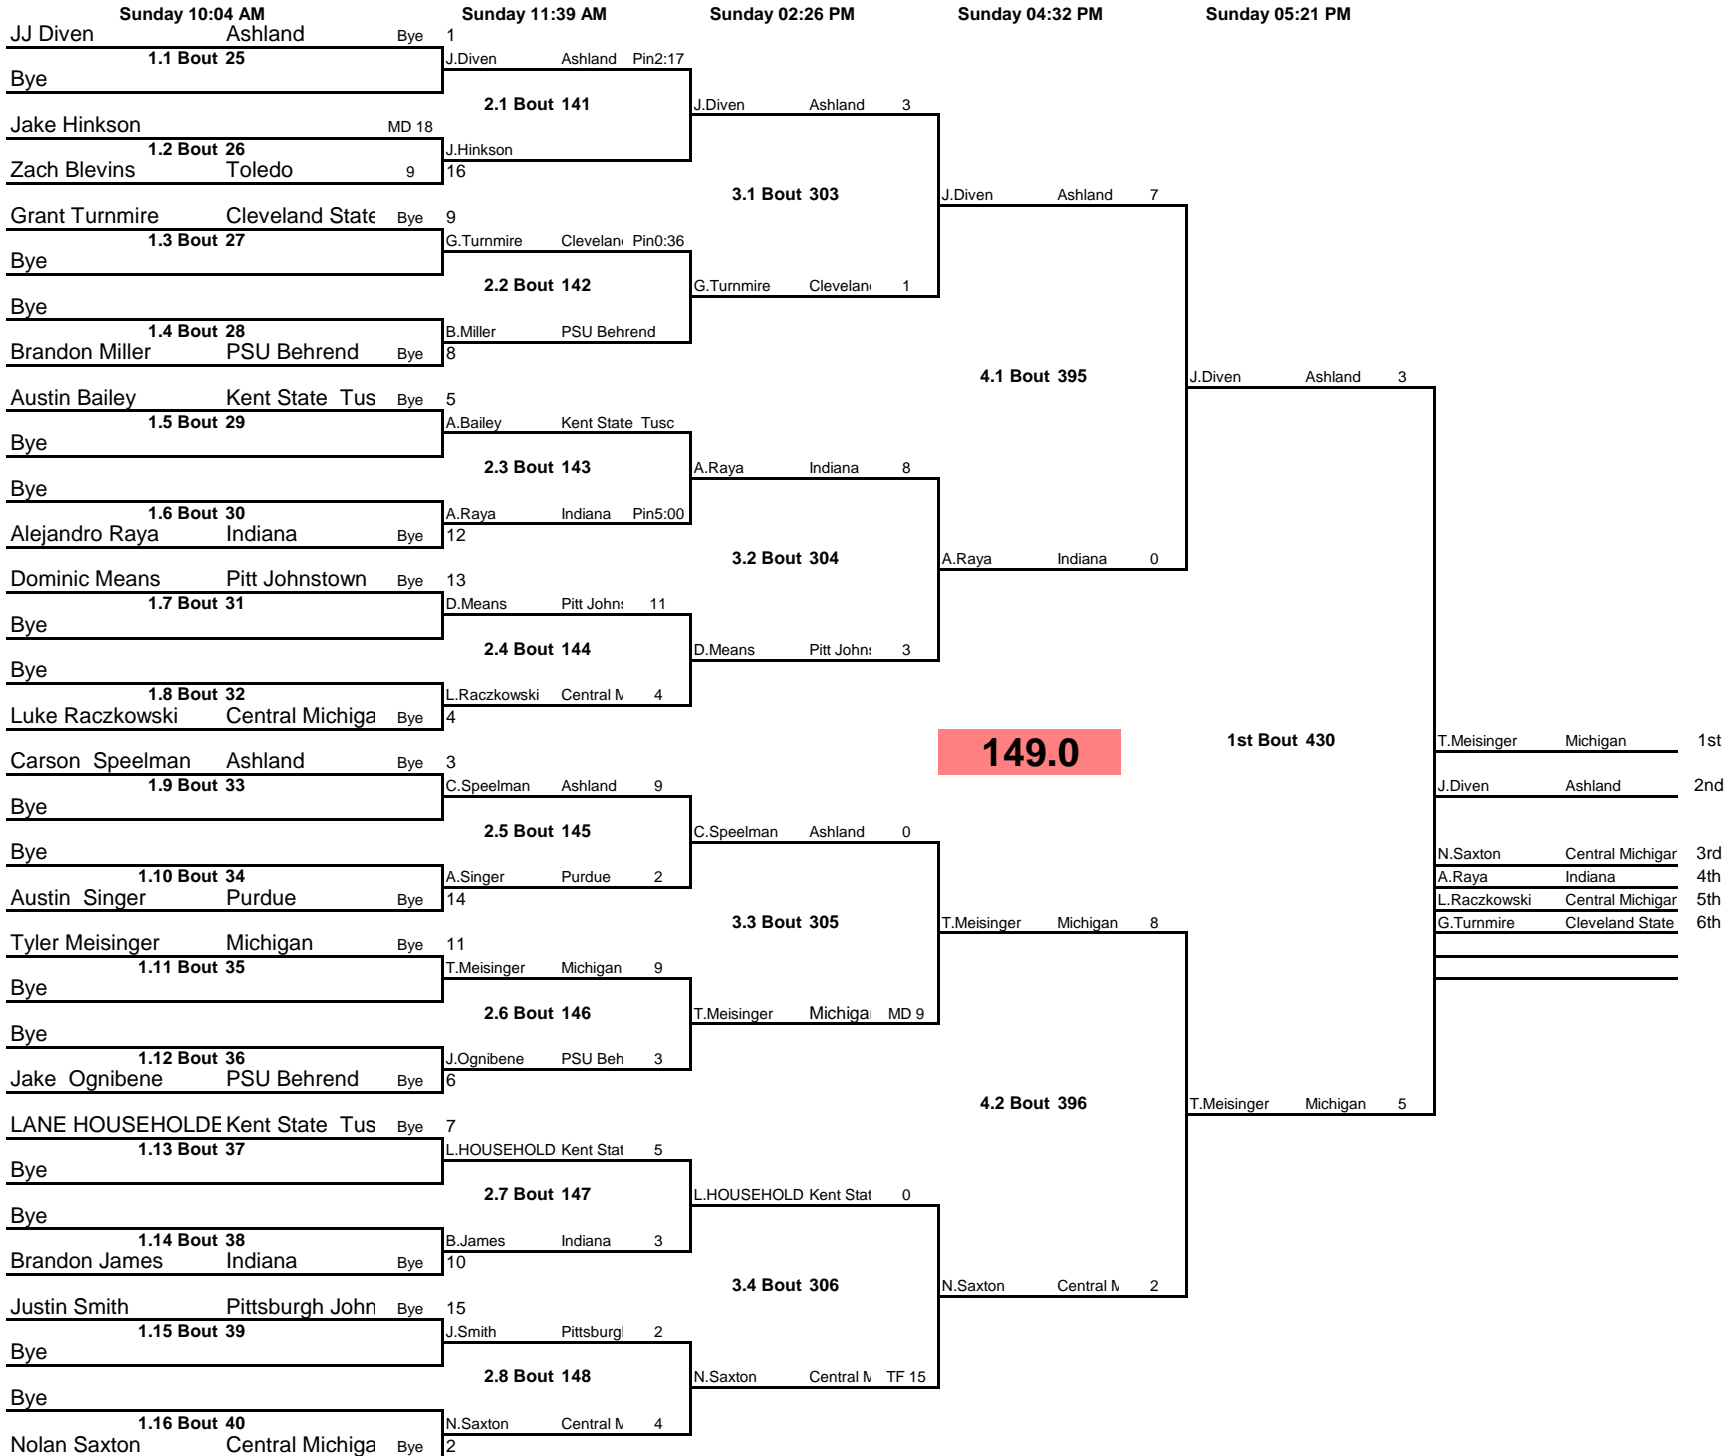 Sunday 10:04 AM Sunday 11:39 AM Sunday 02:26 PM Sunday 04:32 PM Sunday 05:21 PM
JJ Diven Ashland Bye 1
1.1 Bout 25 J.Diven Ashland Pin2:17
Bye
2.1 Bout 141 J.Diven Ashland 3
Jake Hinkson MD 18
1.2 Bout 26 J.Hinkson
Zach Blevins Toledo 9 16
3.1 Bout 303 J.Diven Ashland 7
Grant Turnmire Cleveland State Bye 9
1.3 Bout 27 G.Turnmire Clevelan Pin0:36
Bye
2.2 Bout 142 G.Turnmire Clevelan 1
Bye
1.4 Bout 28 B.Miller PSU Behrend
Brandon Miller PSU Behrend Bye 8
4.1 Bout 395 J.Diven Ashland 3
Austin Bailey Kent State Tus Bye 5
1.5 Bout 29 A.Bailey Kent State Tusc
Bye
2.3 Bout 143 A.Raya Indiana 8
Bye
1.6 Bout 30 A.Raya Indiana Pin5:00
Alejandro Raya Indiana Bye 12
3.2 Bout 304 A.Raya Indiana 0
Dominic Means Pitt Johnstown Bye 13
1.7 Bout 31 D.Means Pitt Johns 11
Bye
2.4 Bout 144 D.Means Pitt Johns 3
Bye
1.8 Bout 32 L.Raczkowski Central M 4
Luke Raczkowski Central Michiga Bye 4
149.0 1st Bout 430 T.Meisinger Michigan 1st
Carson Speelman Ashland Bye 3
1.9 Bout 33 C.Speelman Ashland 9 J.Diven Ashland 2nd
Bye
2.5 Bout 145 C.Speelman Ashland 0
Bye N.Saxton Central Michigan 3rd
1.10 Bout 34 A.Singer Purdue 2 A.Raya Indiana 4th
Austin Singer Purdue Bye 14 L.Raczkowski Central Michigan 5th
3.3 Bout 305 T.Meisinger Michigan 8 G.Turnmire Cleveland State 6th
Tyler Meisinger Michigan Bye 11
1.11 Bout 35 T.Meisinger Michigan 9
Bye
2.6 Bout 146 T.Meisinger Michiga MD 9
Bye
1.12 Bout 36 J.Ognibene PSU Beh 3
Jake Ognibene PSU Behrend Bye 6
4.2 Bout 396 T.Meisinger Michigan 5
LANE HOUSEHOLDE Kent State Tus Bye 7
1.13 Bout 37 L.HOUSEHOLD Kent Stat 5
Bye
2.7 Bout 147 L.HOUSEHOLD Kent Stat 0
Bye
1.14 Bout 38 B.James Indiana 3
Brandon James Indiana Bye 10
3.4 Bout 306 N.Saxton Central M 2
Justin Smith Pittsburgh John Bye 15
1.15 Bout 39 J.Smith Pittsburg 2
Bye
2.8 Bout 148 N.Saxton Central M TF 15
Bye
1.16 Bout 40 N.Saxton Central M 4
Nolan Saxton Central Michiga Bye 2